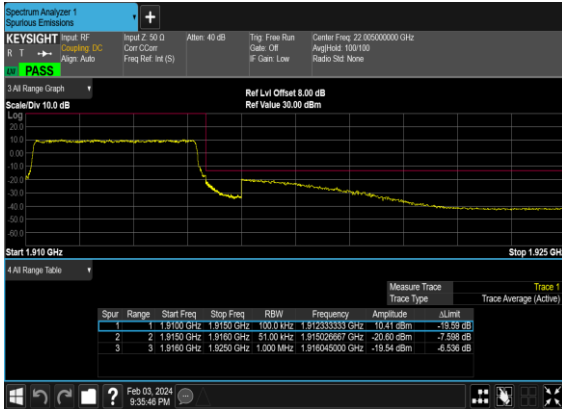 Spectrum Analyzer 1
Spurious Emissions
+
KEYSIGHT Input: RF Input Z: 50 Ω Atten: 40 dB Trig: Free Run Center Freq: 22.005000000 GHz
R T Coupling: DC Corr CCorr Gate: Off Avg|Hold: 100/100
Align: Auto Freq Ref: Int (S) IF Gain: Low Radio Std: None
PASS
3 All Range Graph Ref Lvl Offset 8.00 dB
Scale/Div 10.0 dB Ref Value 30.00 dBm
Log
20.0
10.0
0.00
-10.0
-20.0
-30.0
-40.0
-50.0
-60.0
Start 1.910 GHz Stop 1.925 GH
4 All Range Table
Measure Trace Trace 1
Trace Type Trace Average (Active)
Spur Range Start Freq Stop Freq RBW Frequency Amplitude ΔLimit
1 1 1.9100 GHz 1.9150 GHz 100.0 kHz 1.912333333 GHz 10.41 dBm -19.59 dB
2 2 1.9150 GHz 1.9160 GHz 51.00 kHz 1.915026667 GHz -20.60 dBm -7.598 dB
3 3 1.9160 GHz 1.9250 GHz 1.000 MHz 1.916045000 GHz -19.54 dBm -6.536 dB
? Feb 03, 2024
9:35:46 PM